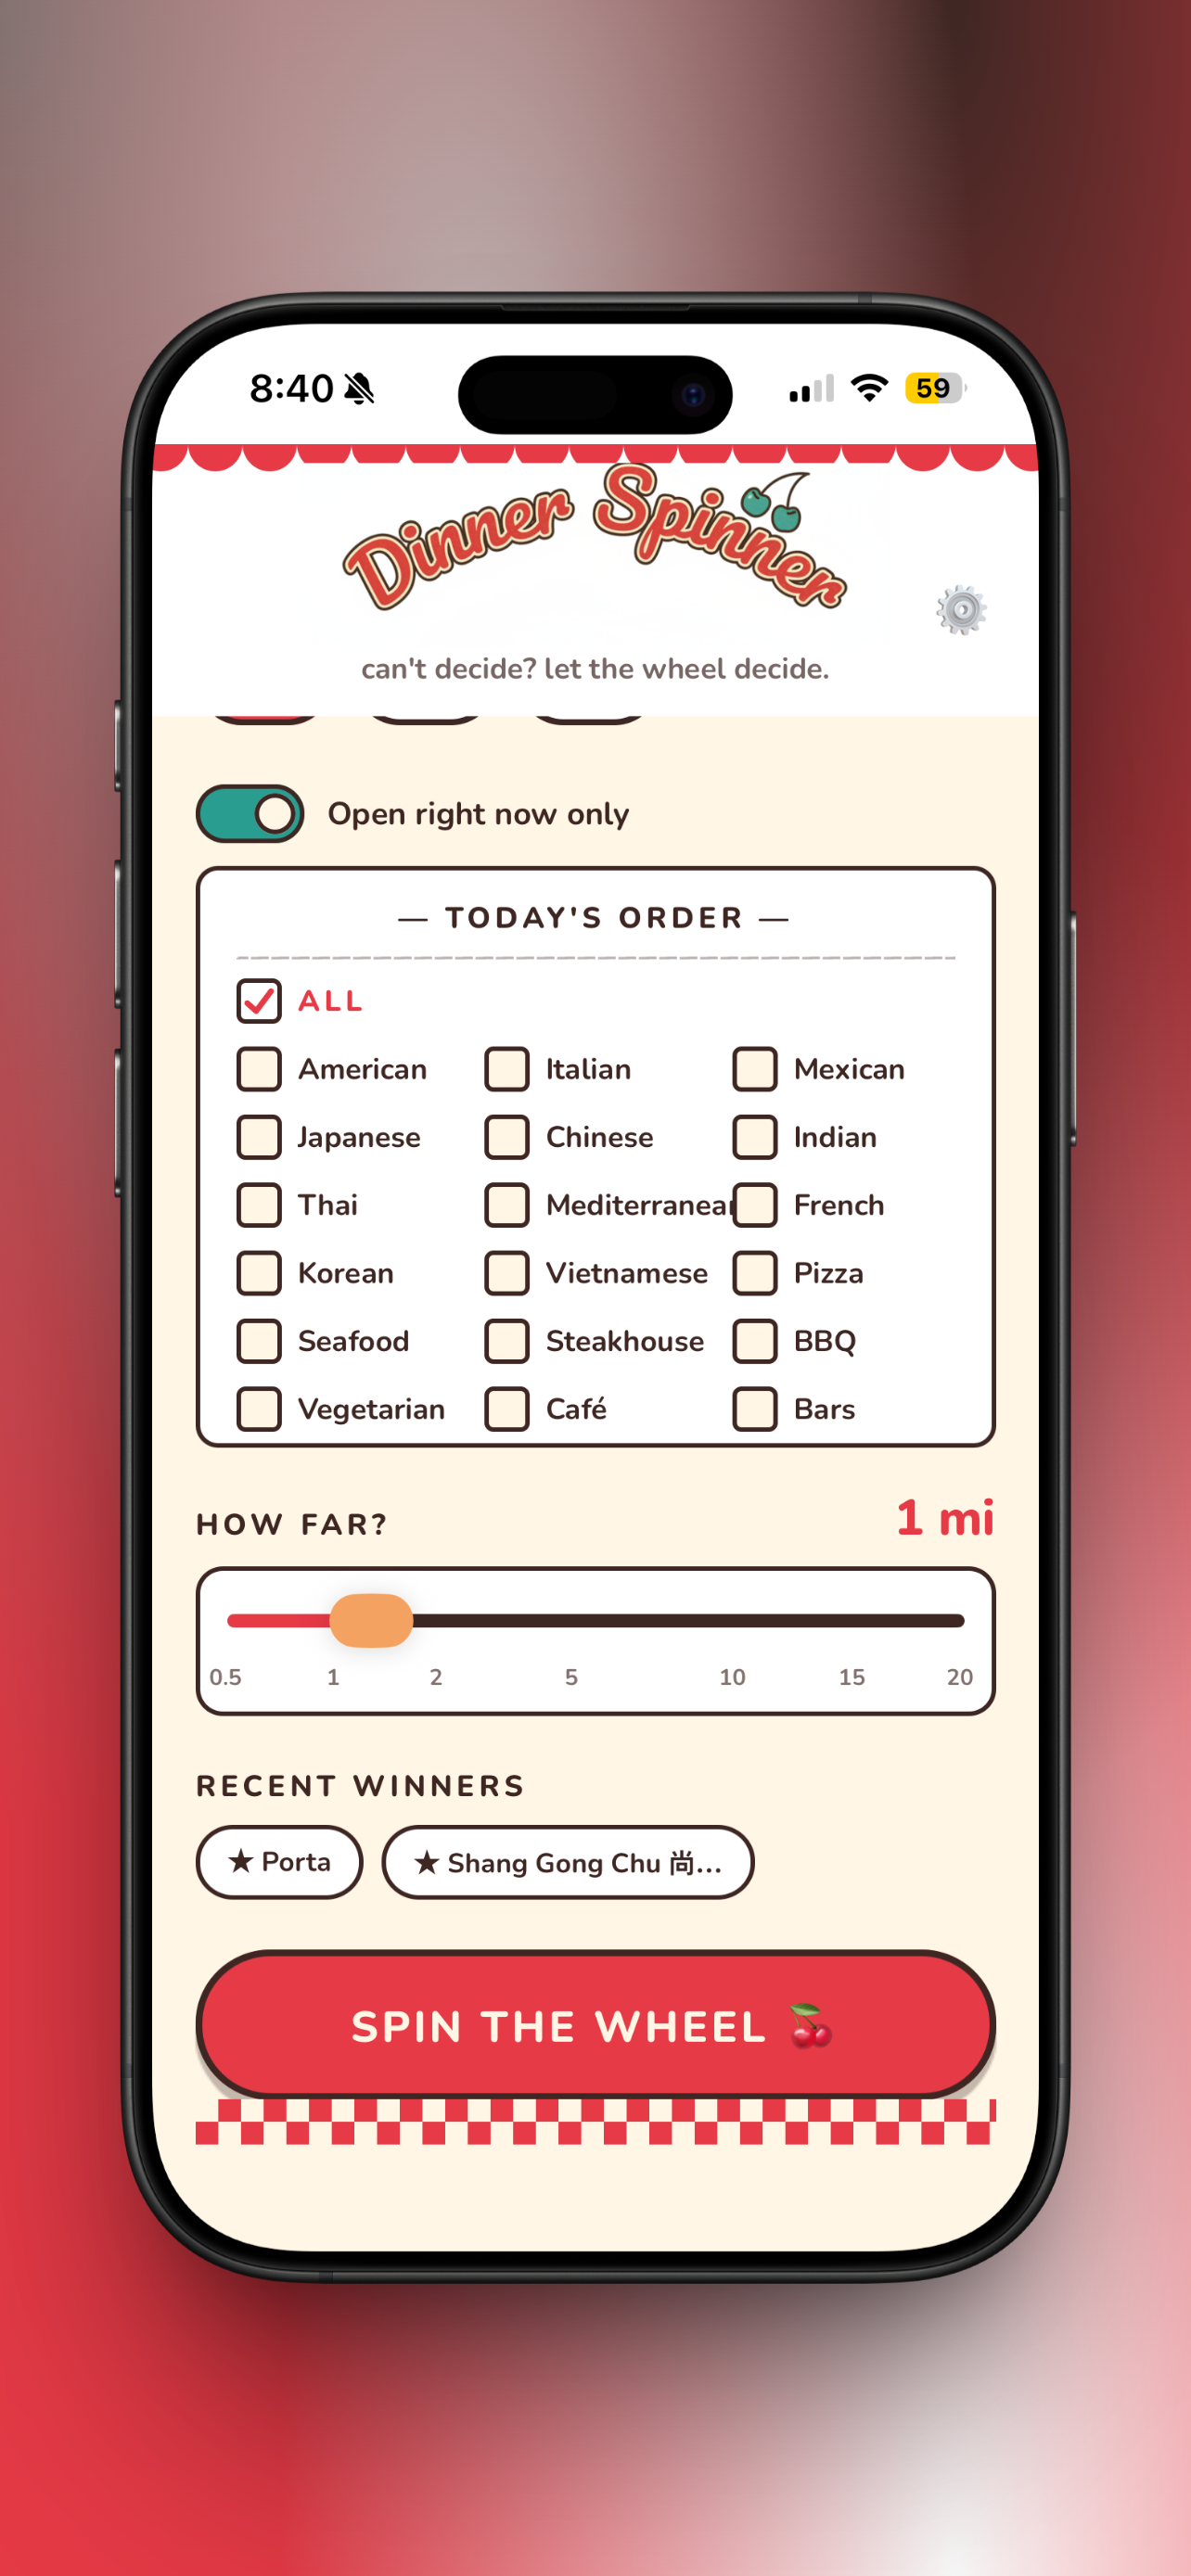 8:40
59
Dinner Spinner
can't decide? let the wheel decide.
Open right now only
— TODAY'S ORDER —
ALL
American Italian Mexican
Japanese Chinese Indian
Thai Mediterranean French
Korean Vietnamese Pizza
Seafood Steakhouse BBQ
Vegetarian Café Bars
HOW FAR? 1 mi
0.5 1 2 5 10 15 20
RECENT WINNERS
★ Porta ★ Shang Gong Chu 尚...
SPIN THE WHEEL 🍒